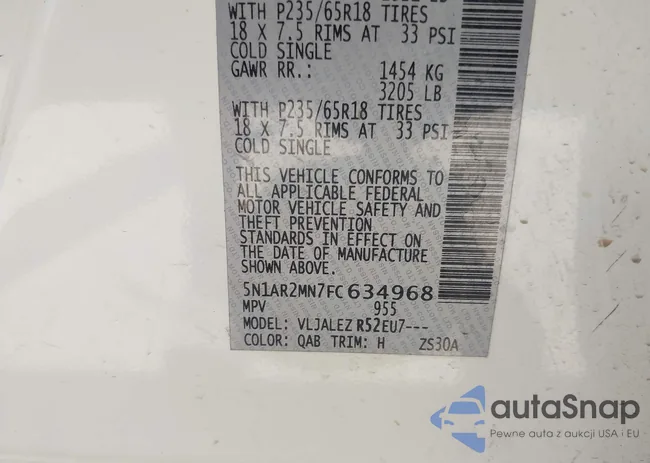 WITH P235/65R18 TIRES
18 X 7.5 RIMS AT 33 PSI
COLD SINGLE
GAWR RR.: 1454 KG
3205 LB
WITH P235/65R18 TIRES
18 X 7.5 RIMS AT 33 PSI
COLD SINGLE
THIS VEHICLE CONFORMS TO
ALL APPLICABLE FEDERAL
MOTOR VEHICLE SAFETY AND
THEFT PREVENTION
STANDARDS IN EFFECT ON
THE DATE OF MANUFACTURE
SHOWN ABOVE.
5N1AR2MN7FC634968
MPV 955
MODEL: VLJALEZ R52EU7---
COLOR: QAB TRIM: H ZS30A
autaSnap
Pewne auta z aukcji USA i EU